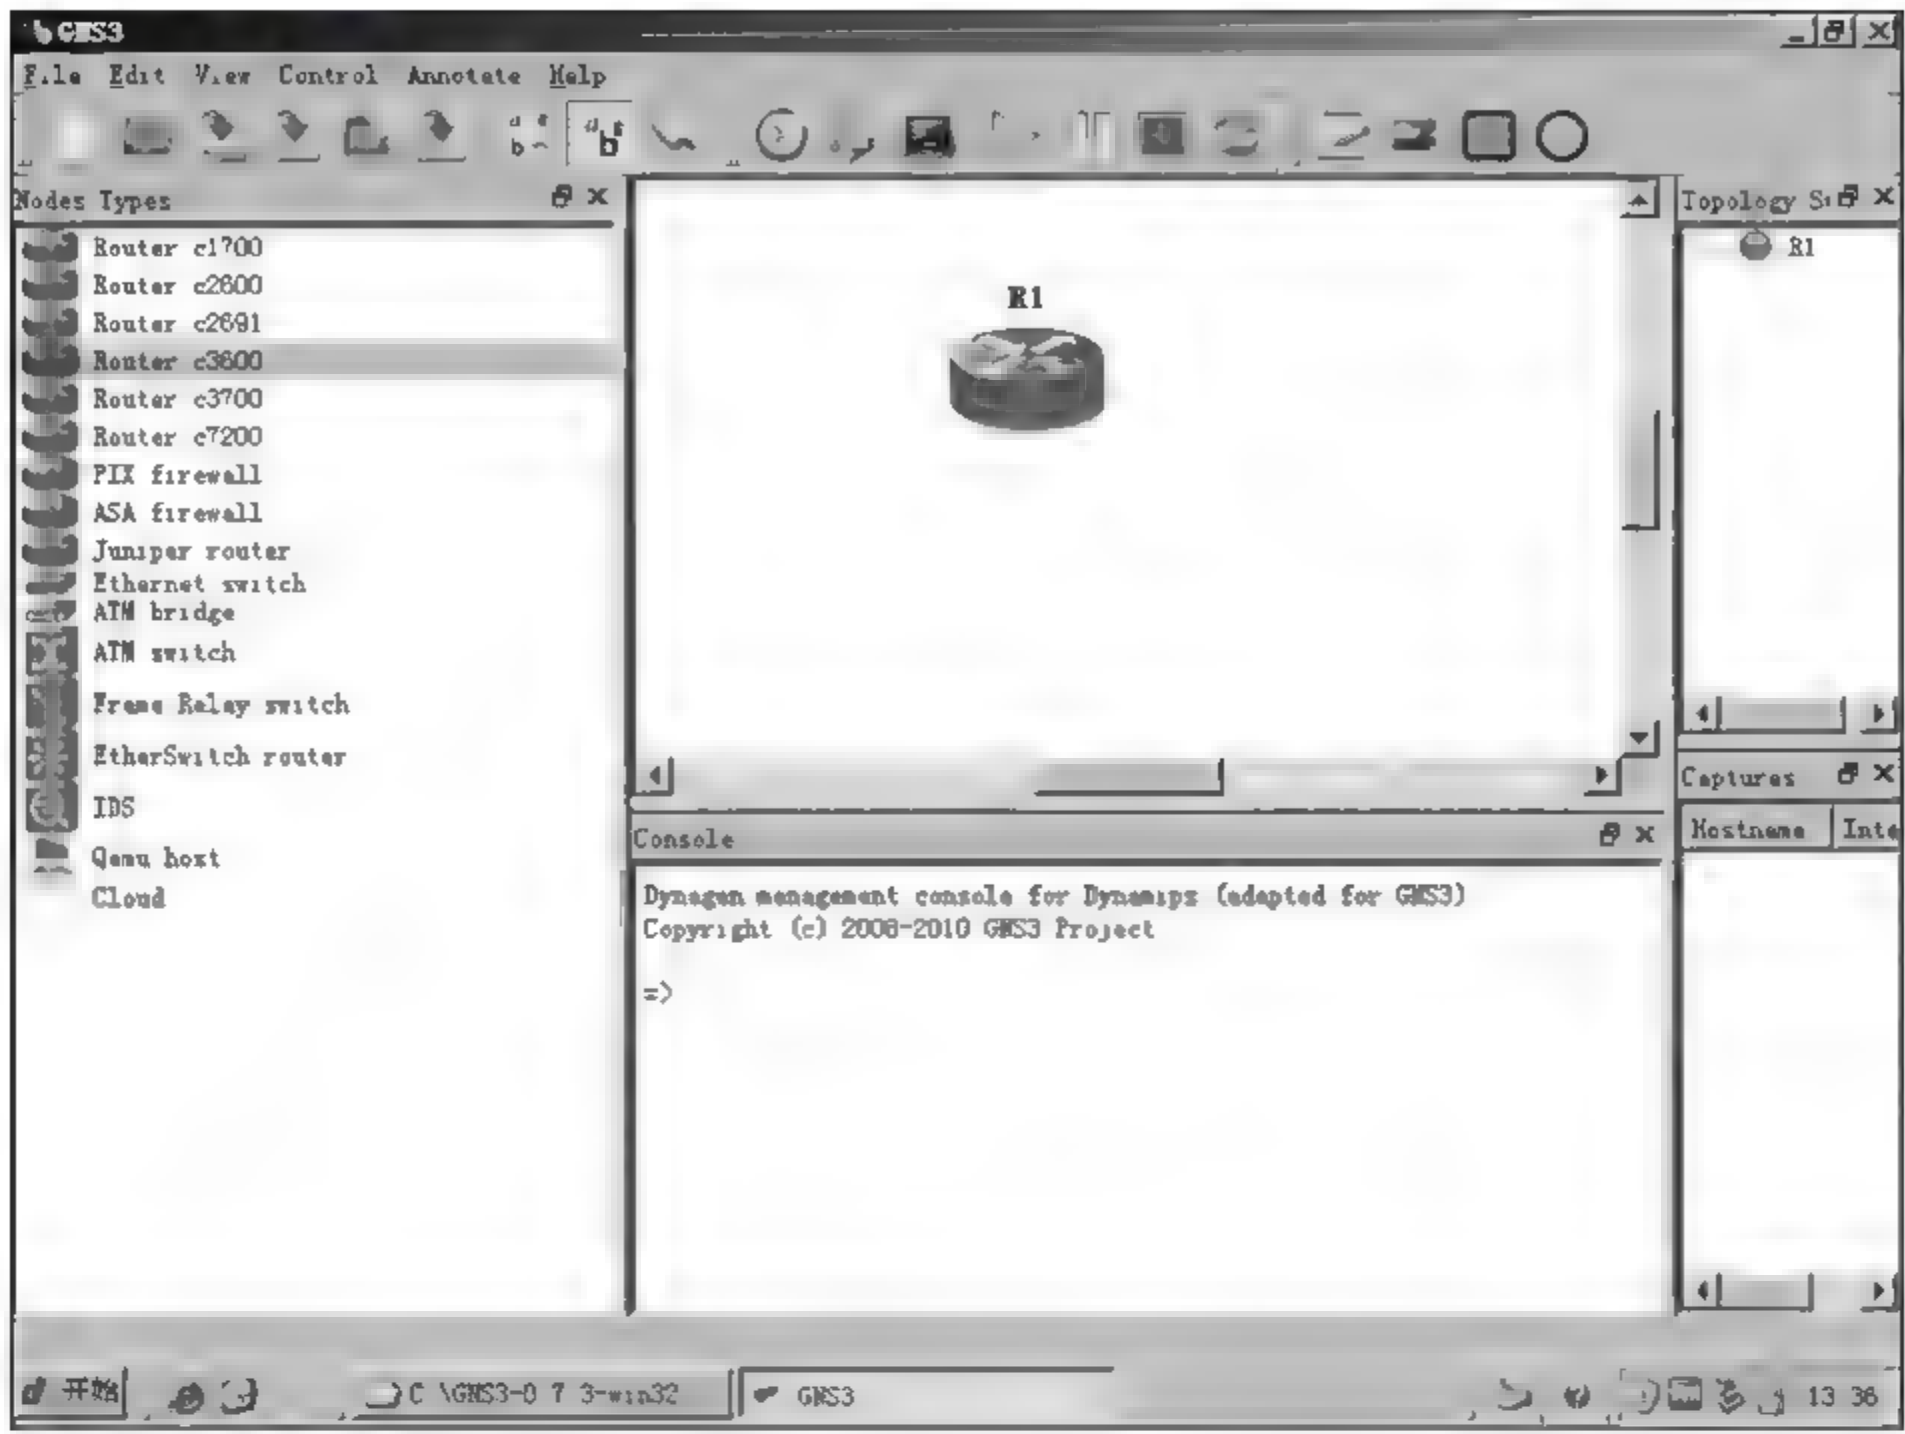 GNS3
File Edit View Control Annotate Help
Nodes Types
Router c1700
Router c2600
Router c2691
Router c3600
Router c3700
Router c7200
PIX firewall
ASA firewall
Juniper router
Ethernet switch
ATM bridge
ATM switch
Frame Relay switch
EtherSwitch router
IDS
Qemu host
Cloud
R1
Console
Dynagen management console for Dynamips (adapted for GNS3)
Copyright (c) 2006-2010 GNS3 Project
=>
Topology S
R1
Captures
Hostname Inte
开始 C \GNS3-0 7 3-win32 GNS3 13 36